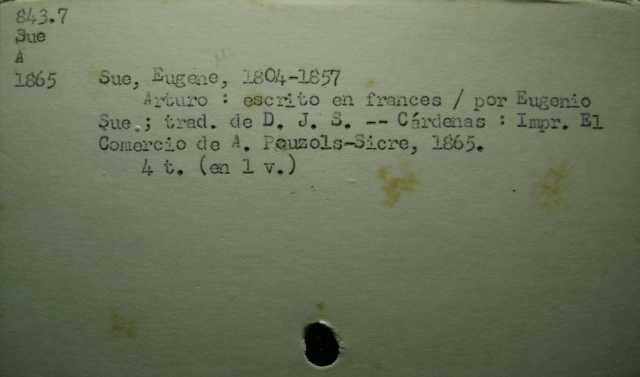 843.7
Sue
A
1865 Sue, Eugene, 1804-1857
Arturo : escrito en frances / por Eugenio
Sue.; trad. de D. J. S. -- Cárdenas : Impr. El
Comercio de A. Pouzols-Sicre, 1865.
4 t. (en 1 v.)